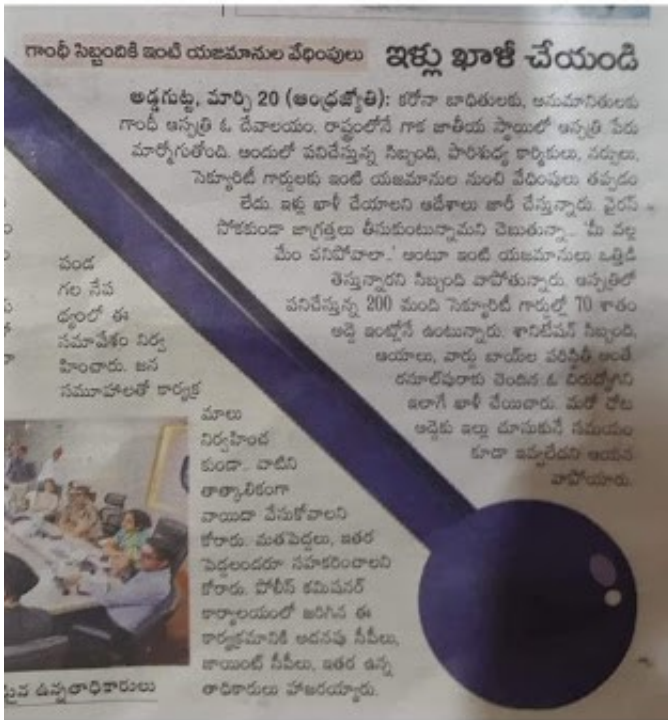 గాంధీ సిబ్బందికి ఇంటి యజమానుల వేధింపులు
ఇళ్లు ఖాళీ చేయండి
అడ్డగుట్ట, మార్చి 20 (ఆంధ్రజ్యోతి): కరోనా బాధితులకు, అనుమానితులకు
గాంధీ ఆస్పత్రి ఓ దేవాలయం. రాష్ట్రంలోనే గాక జాతీయ స్థాయిలో ఆస్పత్రి పేరు
మార్మోగుతోంది. అందులో పనిచేస్తున్న సిబ్బంది, పారిశుధ్య కార్మికులు, నర్సులు,
సెక్యూరిటీ గార్డులకు ఇంటి యజమానుల నుంచి వేధింపులు తప్పడం
లేదు. ఇళ్లు ఖాళీ చేయాలని ఆదేశాలు జారీ చేస్తున్నారు. వైరస్
సోకకుండా జాగ్రత్తలు తీసుకుంటున్నామని చెబుతున్నా.. 'మీ వల్ల
మేం చనిపోవాలా..' అంటూ ఇంటి యజమానులు ఒత్తిడి
తెస్తున్నారని సిబ్బంది వాపోతున్నారు. ఆస్పత్రిలో
పనిచేస్తున్న 200 మంది సెక్యూరిటీ గార్డుల్లో 70 శాతం
అద్దె ఇంట్లోనే ఉంటున్నారు. శానిటేషన్ సిబ్బంది,
ఆయాలు, వార్డు బాయ్‌ల పరిస్థితీ అంతే.
రసూల్‌పురాకు చెందిన ఓ చిరుద్యోగిని
ఇలాగే ఖాళీ చేయించారు. మరో చోట
అద్దెకు ఇల్లు చూసుకునే సమయం
కూడా ఇవ్వలేదని ఆయన
వాపోయారు.
పండ
గల నేప
థ్యంలో ఈ
సమావేశం నిర్వ
హించారు. జన
సమూహాలతో కార్యక్ర
మాలు
నిర్వహించ
కుండా.. వాటిని
తాత్కాలికంగా
వాయిదా వేసుకోవాలని
కోరారు. మతపెద్దలు, ఇతర
పెద్దలందరూ సహకరించాలని
కోరారు. పోలీస్ కమిషనర్
కార్యాలయంలో జరిగిన ఈ
కార్యక్రమానికి అదనపు సీపీలు,
జాయింట్ సీపీలు, ఇతర ఉన్న
తాధికారులు హాజరయ్యారు.
ఉన్నతాధికారులు